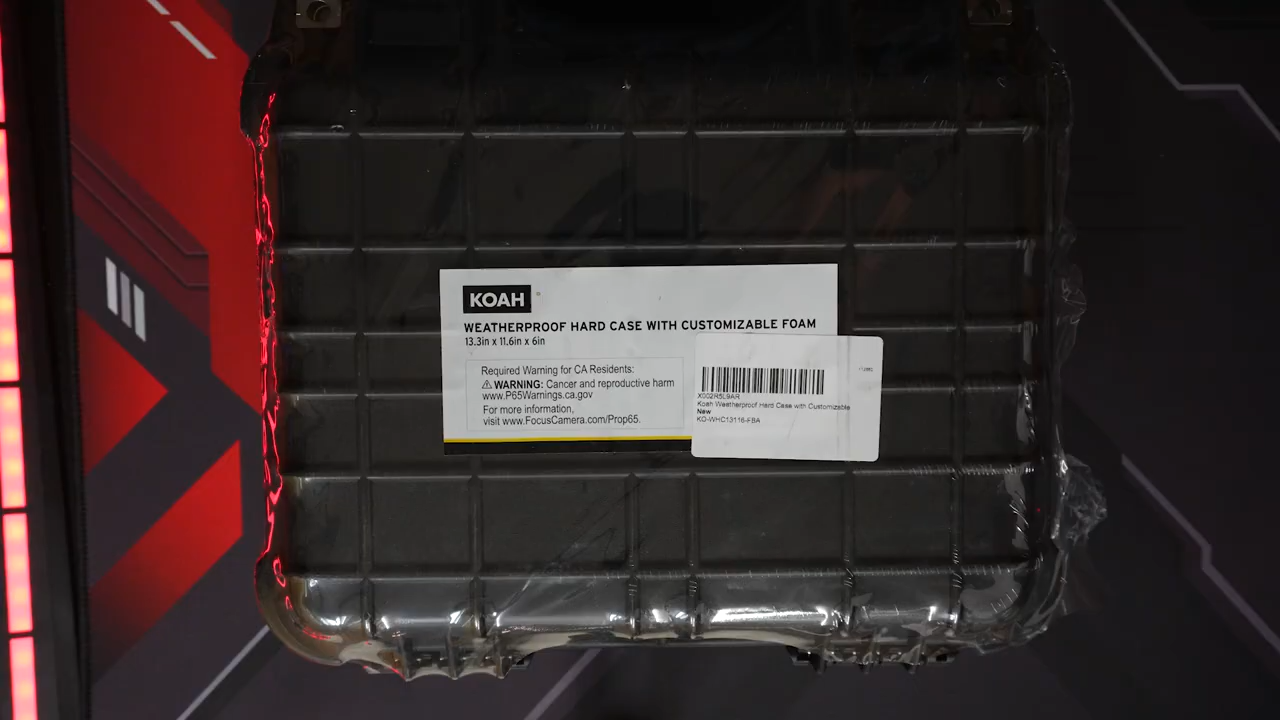 KOAH
WEATHERPROOF HARD CASE WITH CUSTOMIZABLE FOAM
13.3in x 11.6in x 6in
Required Warning for CA Residents:
⚠ WARNING: Cancer and reproductive harm
www.P65Warnings.ca.gov
For more information,
visit www.FocusCamera.com/Prop65.
X002R5L9AR
Koah Weatherproof Hard Case with Customizable
New
KO-WHC13116-FBA